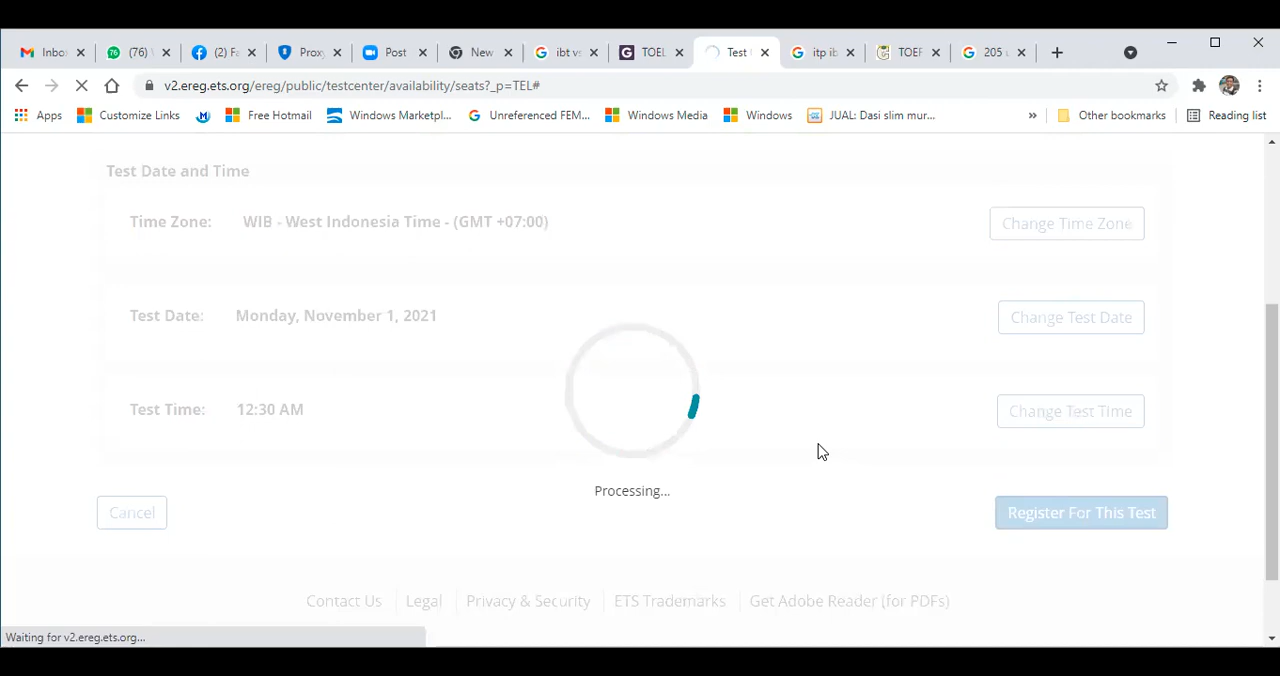 Inbo (76) \ (2) Fa Proxy Post New ibt vs TOEL Test itp ib TOEF 205 v
v2.ereg.ets.org/ereg/public/testcenter/availability/seats?_p=TEL#
Apps Customize Links Free Hotmail Windows Marketpl... Unreferenced FEM... Windows Media Windows JUAL: Dasi slim mur... » Other bookmarks Reading list
Test Date and Time
Time Zone: WIB - West Indonesia Time - (GMT +07:00) Change Time Zone
Test Date: Monday, November 1, 2021 Change Test Date
Test Time: 12:30 AM Change Test Time
Processing...
Cancel Register For This Test
Contact Us Legal Privacy & Security ETS Trademarks Get Adobe Reader (for PDFs)
Waiting for v2.ereg.ets.org...